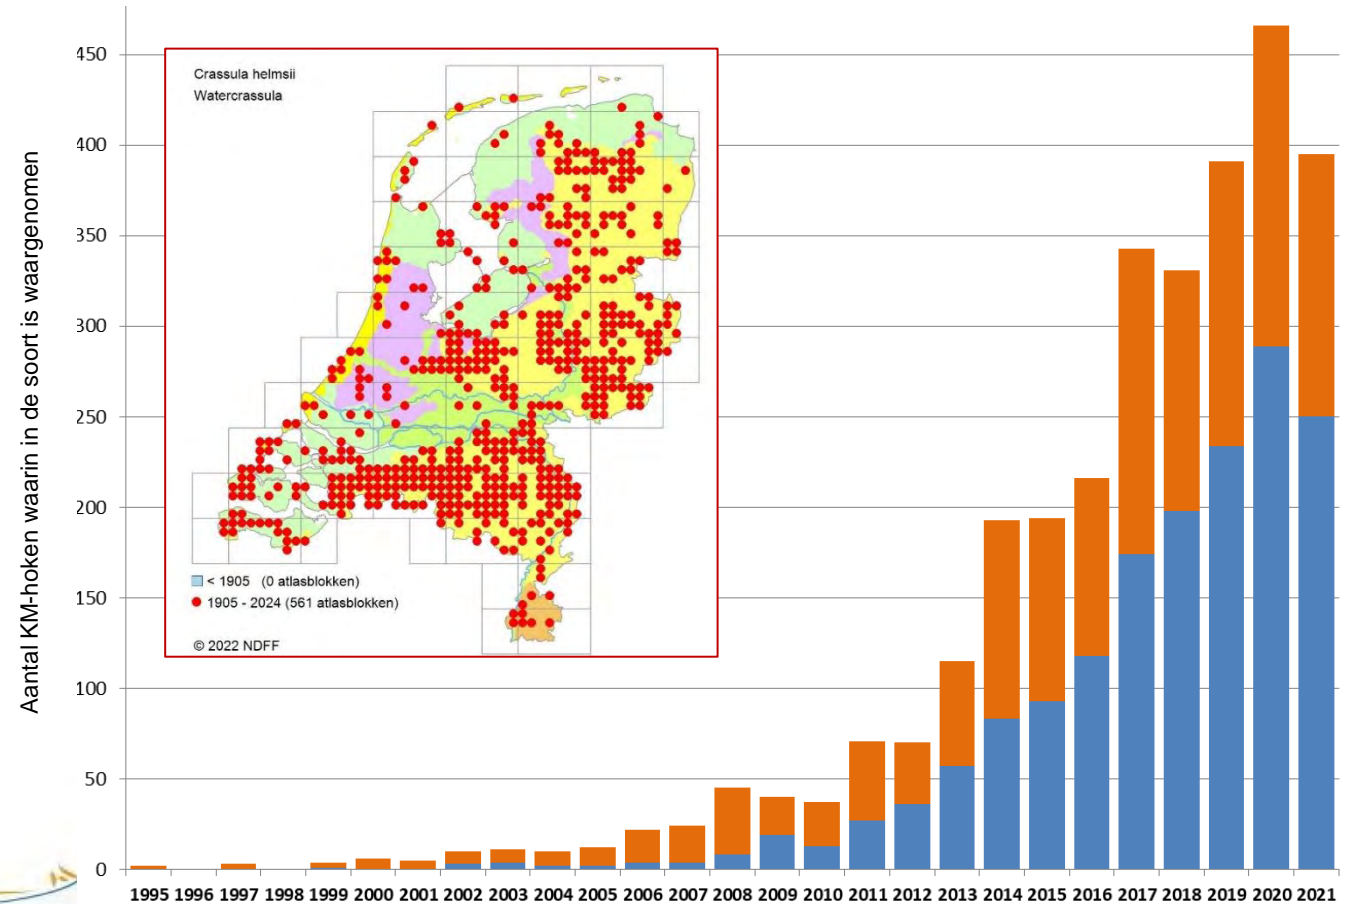 Aantal KM-hoken waarin de soort is waargenomen
450
400
350
300
250
200
150
100
50
0
Crassula helmsii
Watercrassula
< 1905 (0 atlasblokken)
1905 - 2024 (561 atlasblokken)
© 2022 NDFF
1995 1996 1997 1998 1999 2000 2001 2002 2003 2004 2005 2006 2007 2008 2009 2010 2011 2012 2013 2014 2015 2016 2017 2018 2019 2020 2021